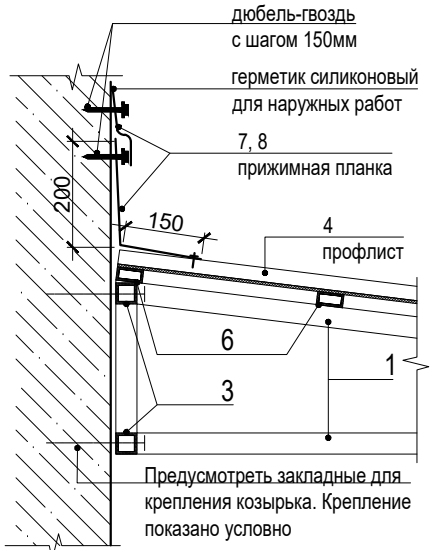 дюбель-гвоздь
с шагом 150мм
герметик силиконовый
для наружных работ
7, 8
прижимная планка
200
150
4
профлист
6
3
1
Предусмотреть закладные для
крепления козырька. Крепление
показано условно